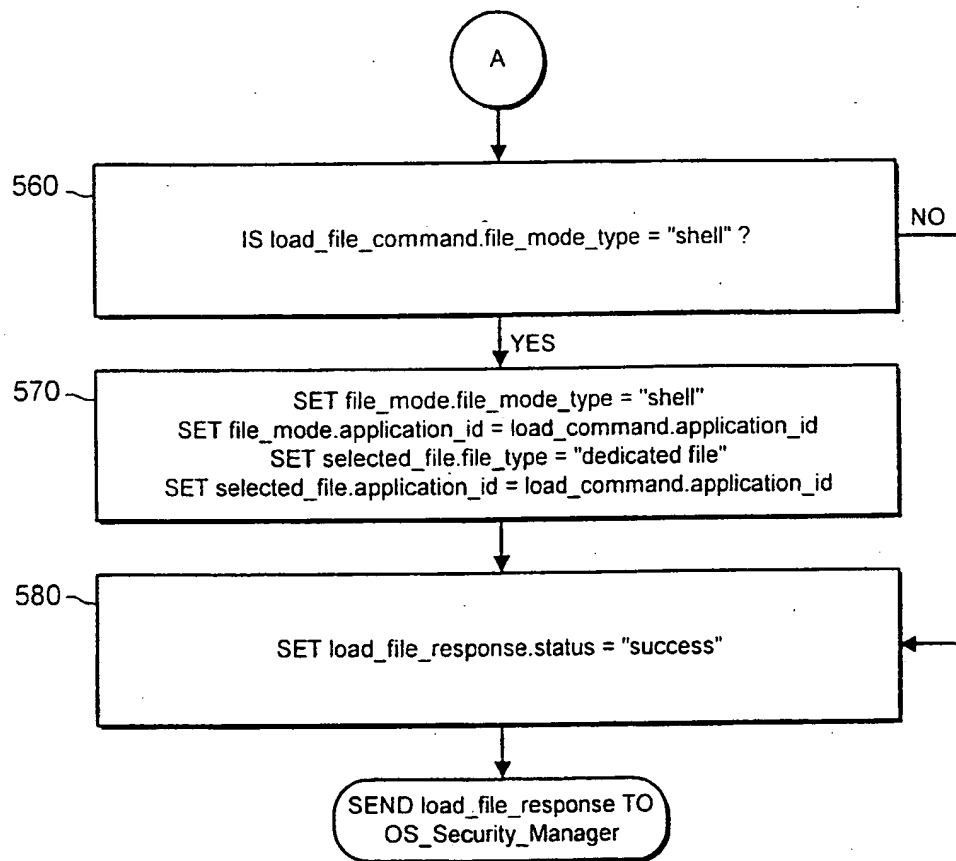 A
560
IS load_file_command.file_mode_type = "shell" ?
NO
YES
570
SET file_mode.file_mode_type = "shell"
SET file_mode.application_id = load_command.application_id
SET selected_file.file_type = "dedicated file"
SET selected_file.application_id = load_command.application_id
580
SET load_file_response.status = "success"
SEND load_file_response TO
OS_Security_Manager